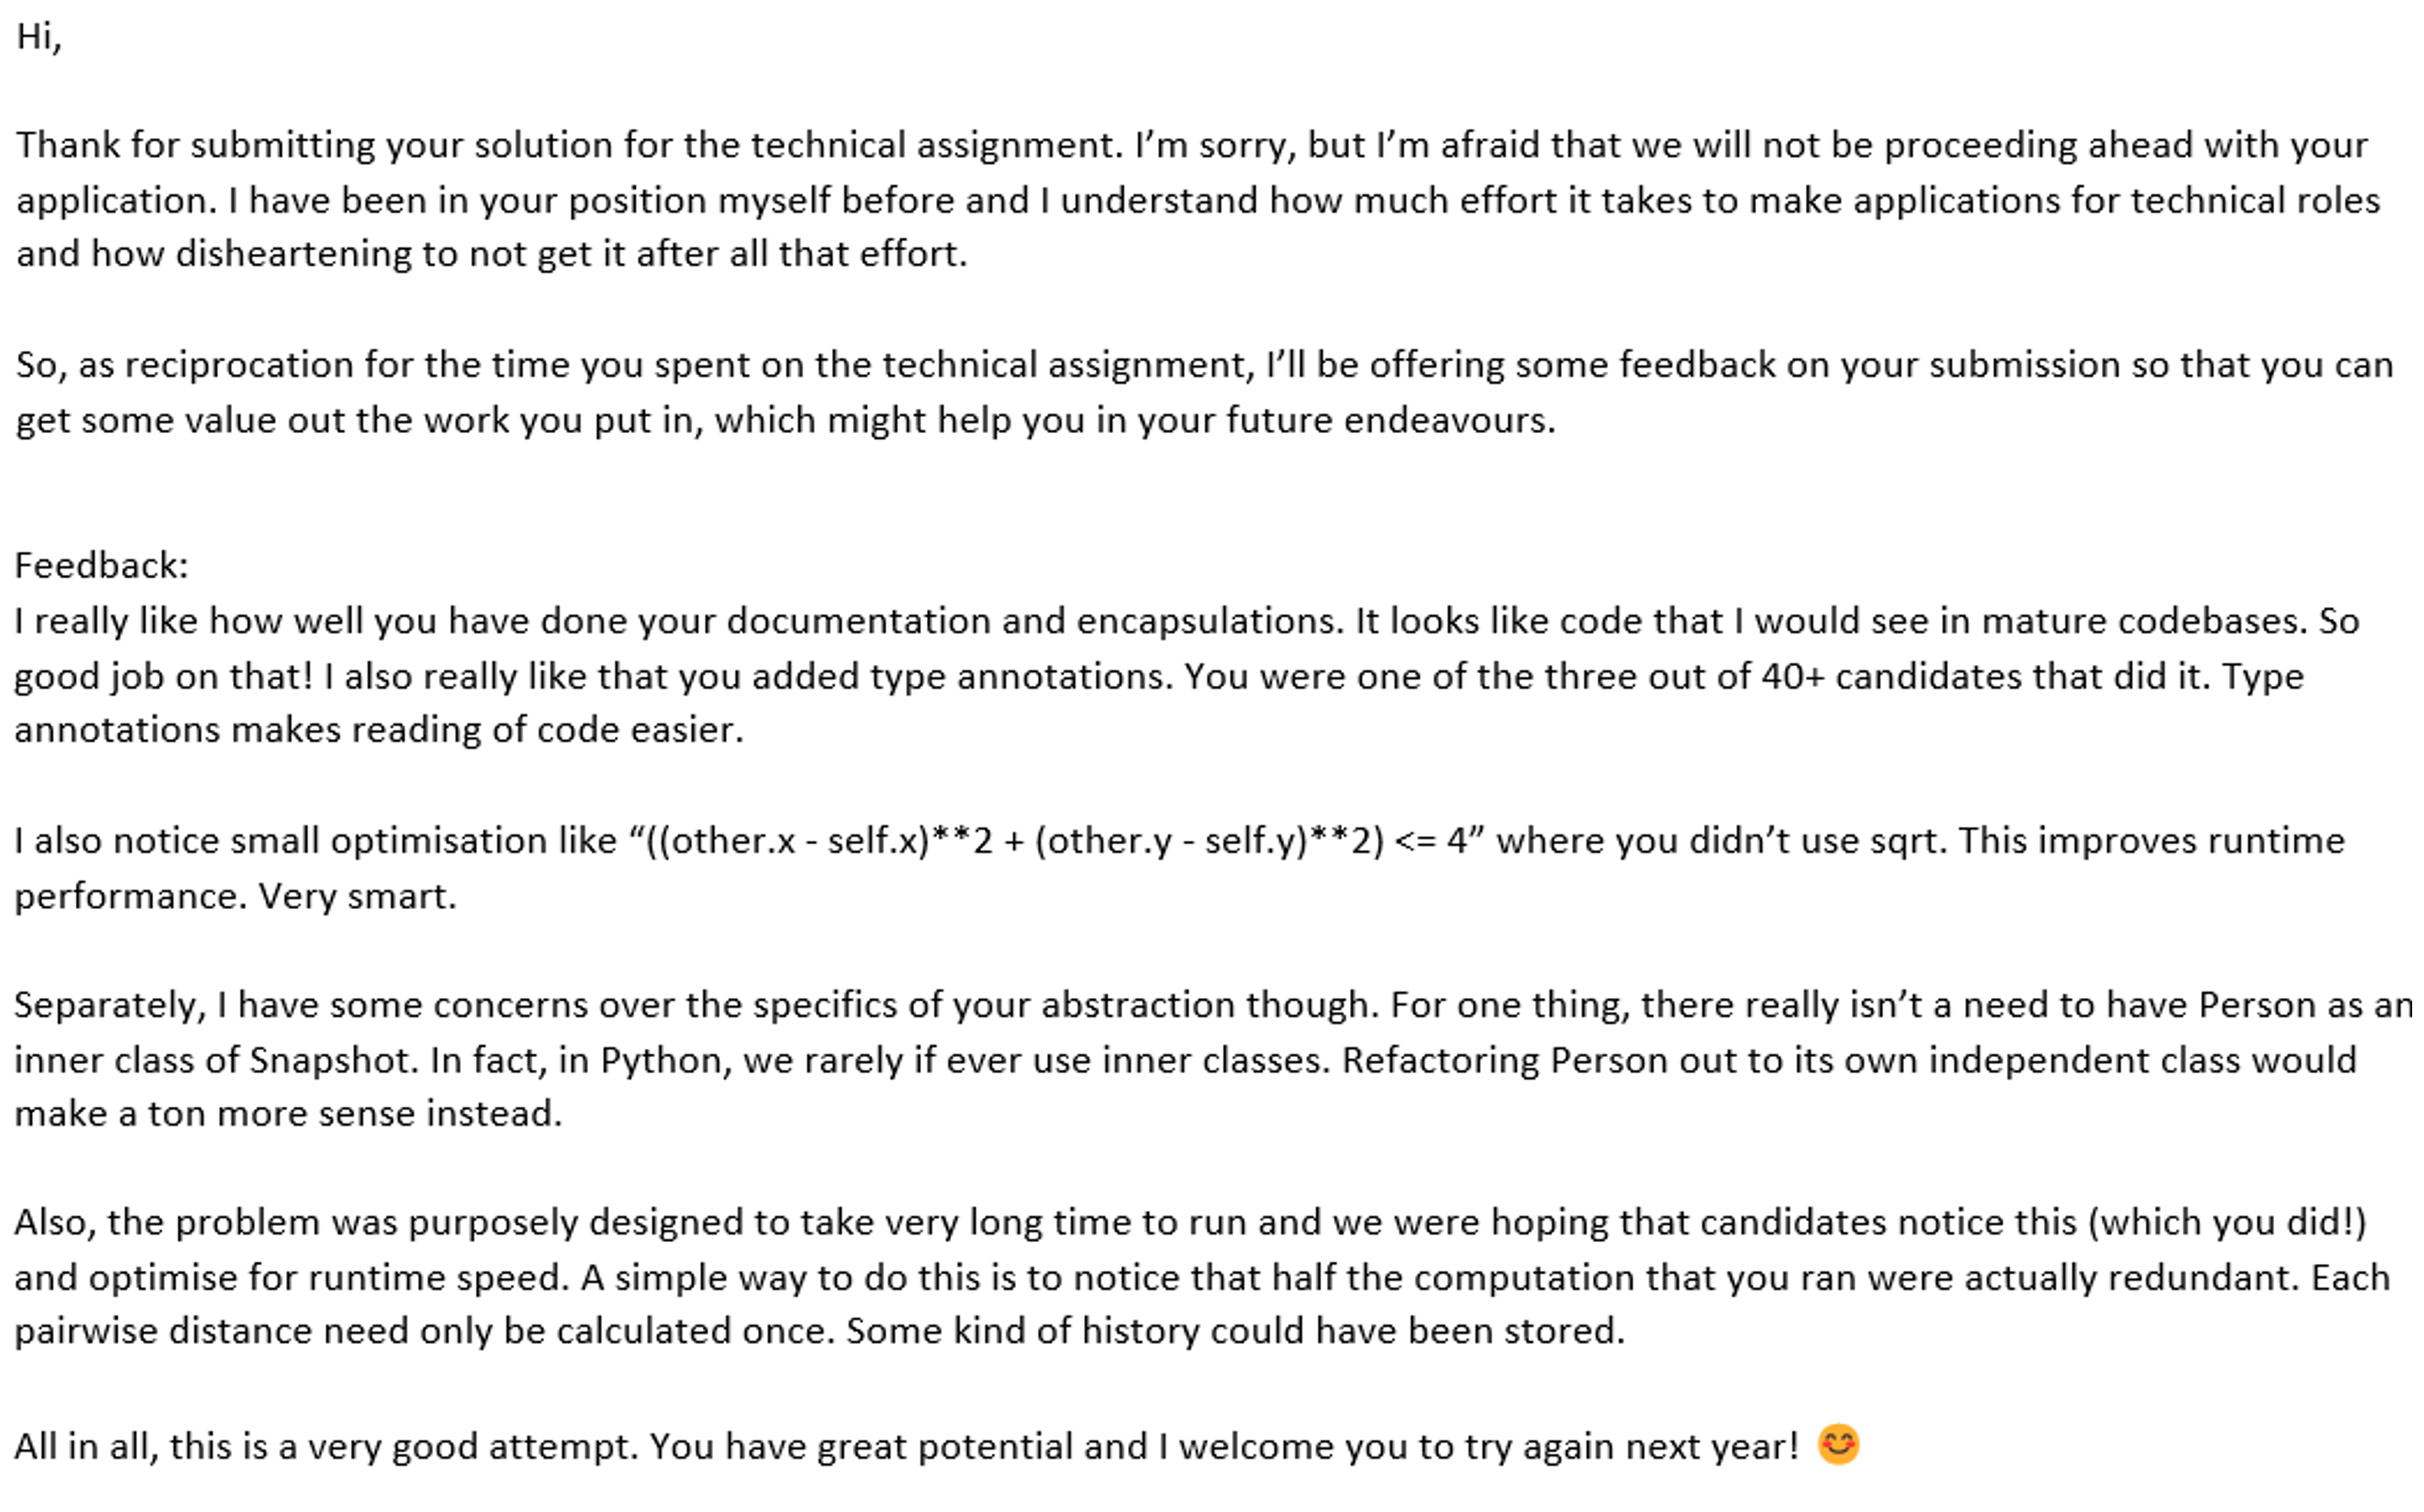 Hi,
Thank for submitting your solution for the technical assignment. I’m sorry, but I’m afraid that we will not be proceeding ahead with your
application. I have been in your position myself before and I understand how much effort it takes to make applications for technical roles
and how disheartening to not get it after all that effort.
So, as reciprocation for the time you spent on the technical assignment, I’ll be offering some feedback on your submission so that you can
get some value out the work you put in, which might help you in your future endeavours.
Feedback:
I really like how well you have done your documentation and encapsulations. It looks like code that I would see in mature codebases. So
good job on that! I also really like that you added type annotations. You were one of the three out of 40+ candidates that did it. Type
annotations makes reading of code easier.
I also notice small optimisation like “((other.x - self.x)**2 + (other.y - self.y)**2) <= 4” where you didn’t use sqrt. This improves runtime
performance. Very smart.
Separately, I have some concerns over the specifics of your abstraction though. For one thing, there really isn’t a need to have Person as an
inner class of Snapshot. In fact, in Python, we rarely if ever use inner classes. Refactoring Person out to its own independent class would
make a ton more sense instead.
Also, the problem was purposely designed to take very long time to run and we were hoping that candidates notice this (which you did!)
and optimise for runtime speed. A simple way to do this is to notice that half the computation that you ran were actually redundant. Each
pairwise distance need only be calculated once. Some kind of history could have been stored.
All in all, this is a very good attempt. You have great potential and I welcome you to try again next year! 😊